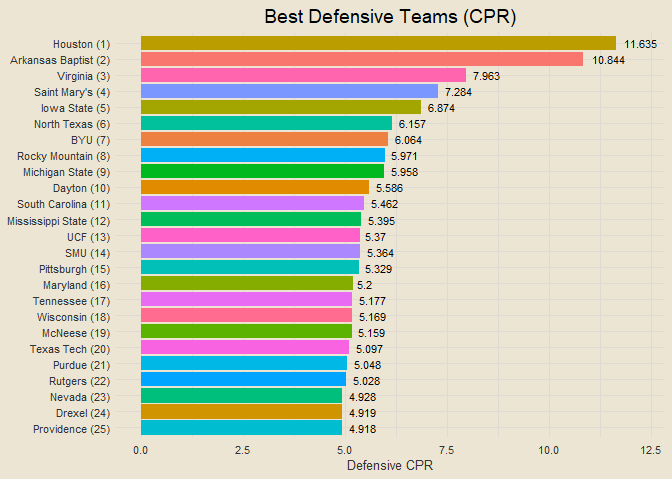 Best Defensive Teams (CPR)
Houston (1) 11.635
Arkansas Baptist (2) 10.844
Virginia (3) 7.963
Saint Mary's (4) 7.284
Iowa State (5) 6.874
North Texas (6) 6.157
BYU (7) 6.064
Rocky Mountain (8) 5.971
Michigan State (9) 5.958
Dayton (10) 5.586
South Carolina (11) 5.462
Mississippi State (12) 5.395
UCF (13) 5.37
SMU (14) 5.364
Pittsburgh (15) 5.329
Maryland (16) 5.2
Tennessee (17) 5.177
Wisconsin (18) 5.169
McNeese (19) 5.159
Texas Tech (20) 5.097
Purdue (21) 5.048
Rutgers (22) 5.028
Nevada (23) 4.928
Drexel (24) 4.919
Providence (25) 4.918
0.0 2.5 5.0 7.5 10.0 12.5
Defensive CPR